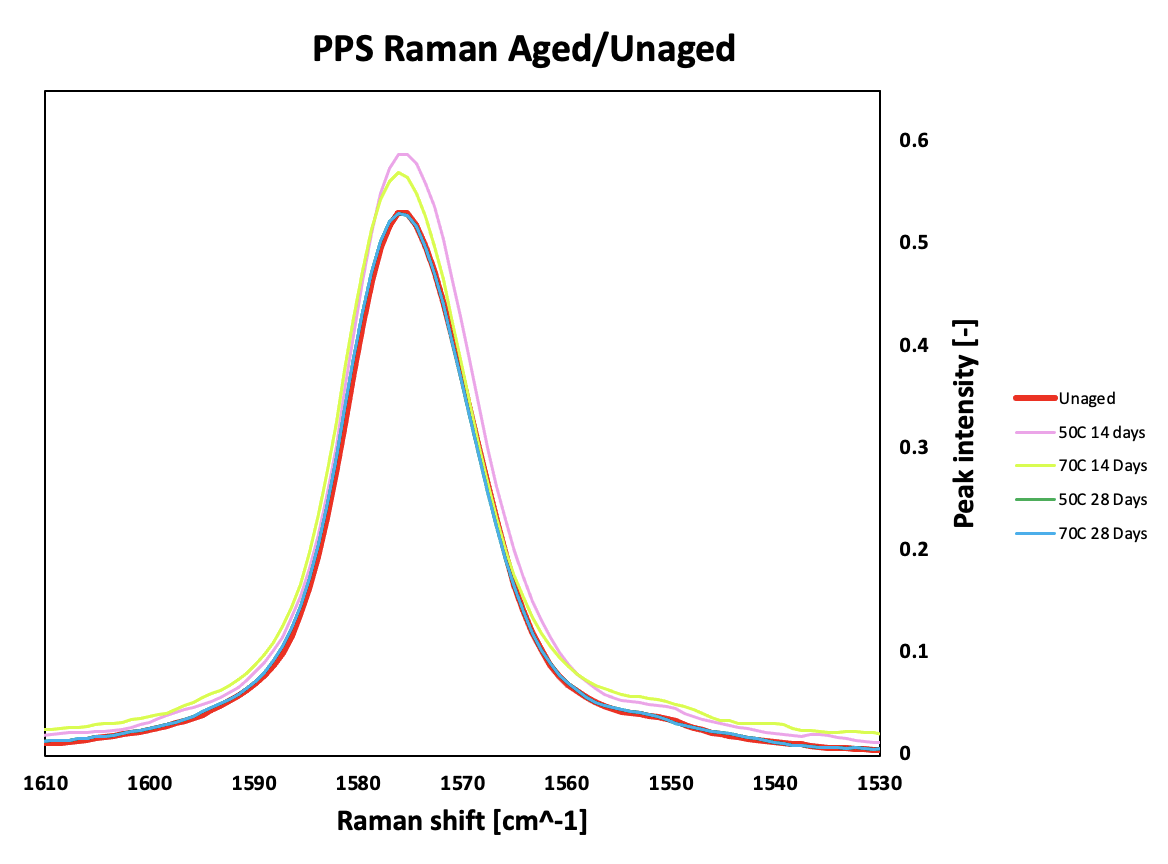 PPS Raman Aged/Unaged
0.6
0.5
0.4
0.3
0.2
0.1
0
Peak intensity [-]
Unaged
50C 14 days
70C 14 Days
50C 28 Days
70C 28 Days
1610 1600 1590 1580 1570 1560 1550 1540 1530
Raman shift [cm^-1]